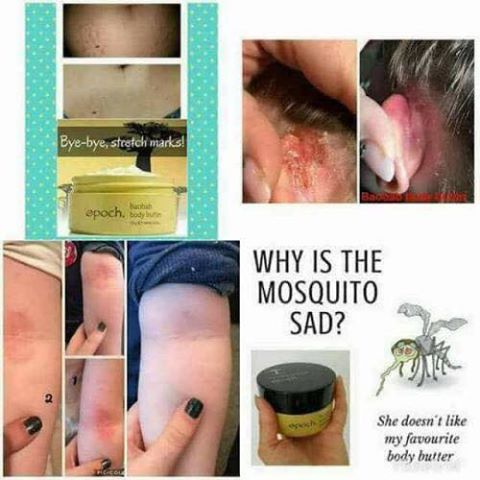 Bye-bye, stretch marks!
epoch.
baobab
body butter
2
WHY IS THE
MOSQUITO
SAD?
epoch.
She doesn't like
my favourite
body butter